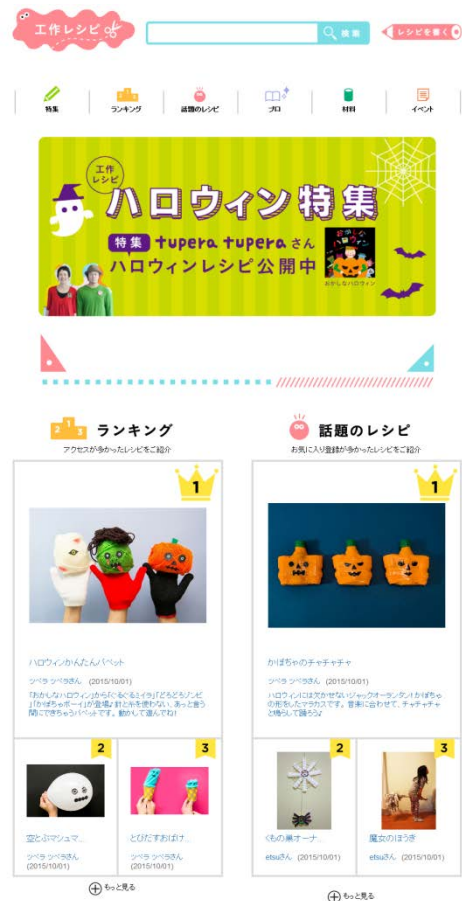 工作レシピ
検索
レシピを書く
特集
ランキング
話題のレシピ
プロ
材料
イベント
工作
レシピ
ハロウィン特集
特集 tupera tupera さん
ハロウィンレシピ公開中
おかしな
ハロウィン
おかしなハロウィン
1
2
3
ランキング
アクセスが多かったレシピをご紹介
話題のレシピ
お気に入り登録が多かったレシピをご紹介
1
ハロウィンかんたんパペット
ツペラ ツペラさん (2015/10/01)
「おかしなハロウィン」から「ぐるぐるミイラ」「どろどろゾンビ」
「かぼちゃボーイ」が登場♪針と糸を使わない、あっと言う
間にできちゃうパペットです。動かして遊んでね!
1
かぼちゃのチャチャチャ
ツペラ ツペラさん (2015/10/01)
ハロウィンには欠かせないジャックオーランタン!かぼちゃ
の形をしたマラカスです。音楽に合わせて、チャチャチャ
と鳴らして踊ろう♪
2
空とぶマシュマ...
ツペラ ツペラさん
(2015/10/01)
3
とびだすおばけ...
ツペラ ツペラさん
(2015/10/01)
2
くもの巣オーナ...
etsuさん (2015/10/01)
3
魔女のほうき
etsuさん (2015/10/01)
もっと見る
もっと見る